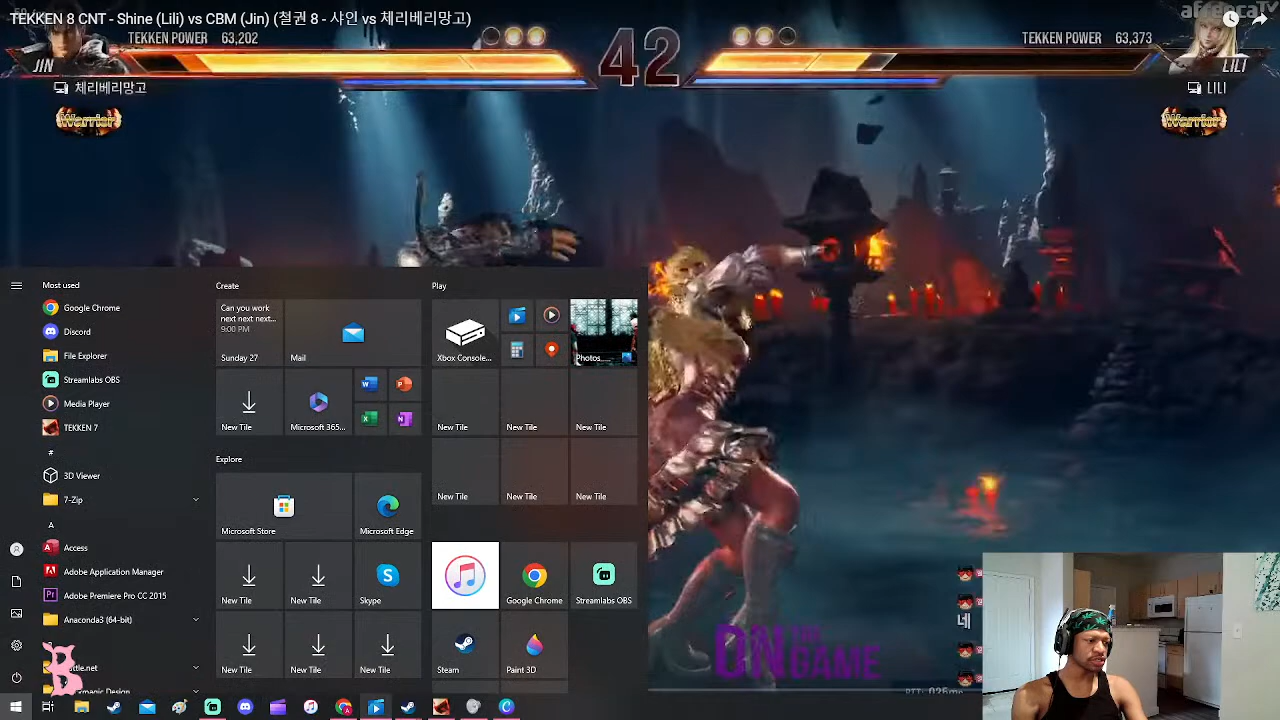 TEKKEN 8 CNT - Shine (Lili) vs CBM (Jin) (철권 8 - 샤인 vs 체리베리망고)
afreecaTV
TEKKEN POWER 63,202
42
TEKKEN POWER 63,373
JIN
LILI
체리베리망고
LILI
Warrior
Warrior
Most used
Google Chrome
Discord
File Explorer
Streamlabs OBS
Media Player
TEKKEN 7
#
3D Viewer
7-Zip
A
Access
Adobe Application Manager
Adobe Premiere Pro CC 2015
Anaconda3 (64-bit)
Create
Can you work
next next next...
9:00 PM
Sunday 27
Mail
New Tile
Microsoft 365...
Explore
Microsoft Store
Microsoft Edge
New Tile
New Tile
Skype
New Tile
New Tile
New Tile
Play
Xbox Console...
Photos
New Tile
New Tile
New Tile
New Tile
New Tile
New Tile
Google Chrome
Streamlabs OBS
Steam
Paint 3D
네
DN THE GAME